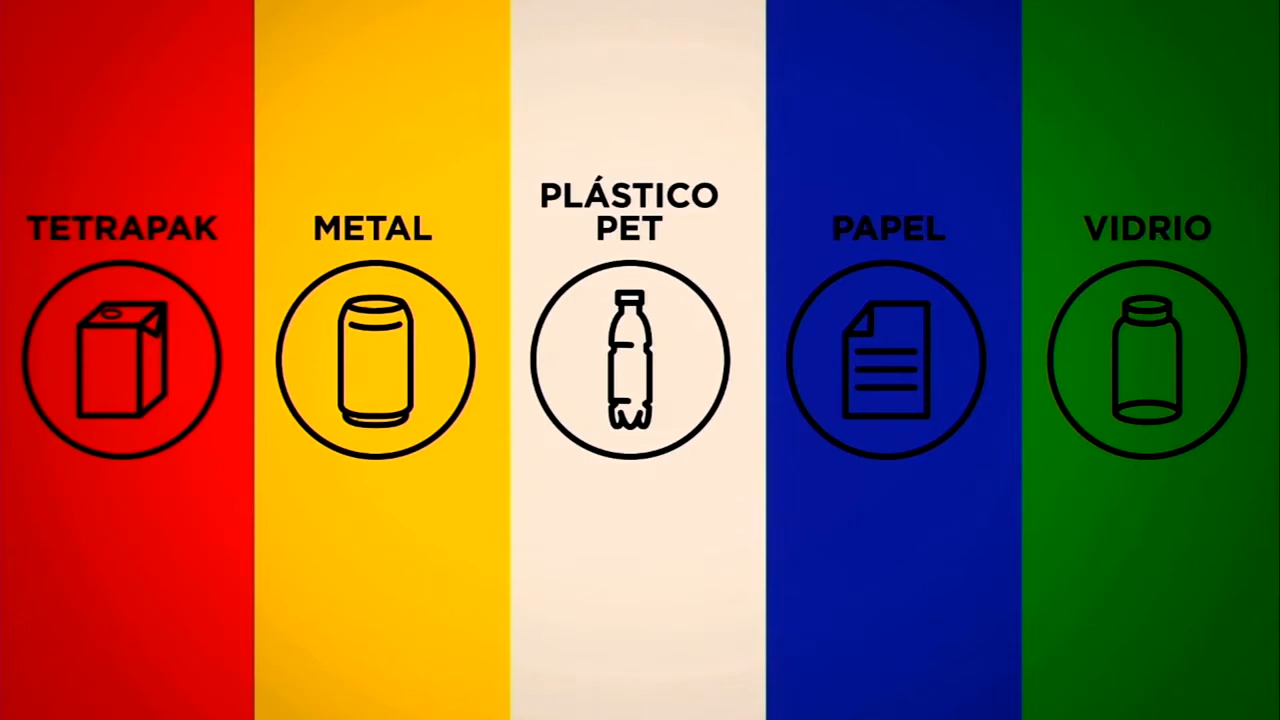 TETRAPAK
METAL
PLÁSTICO
PET
PAPEL
VIDRIO